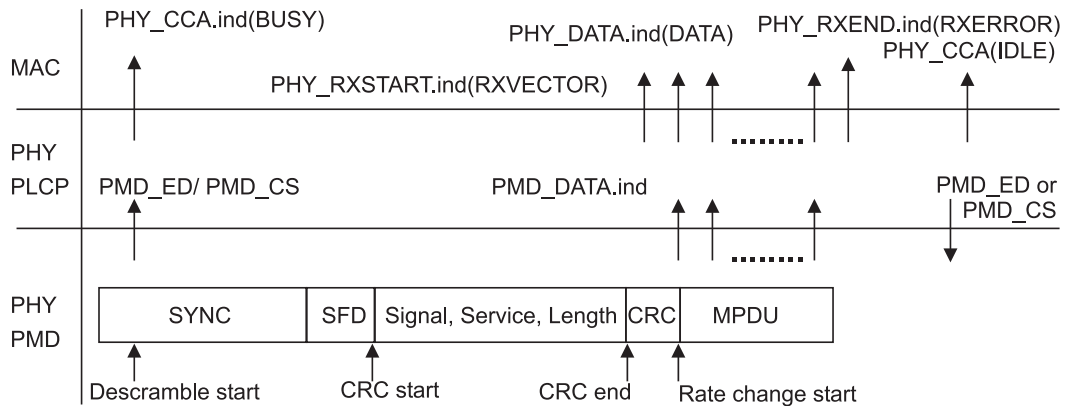 PHY_CCA.ind(BUSY)
PHY_DATA.ind(DATA)
PHY_RXEND.ind(RXERROR)
PHY_CCA(IDLE)
MAC
PHY_RXSTART.ind(RXVECTOR)
PHY
PLCP
PMD_ED/ PMD_CS
PMD_DATA.ind
PMD_ED or
PMD_CS
PHY
PMD
SYNC
SFD
Signal, Service, Length
CRC
MPDU
Descramble start
CRC start
CRC end
Rate change start